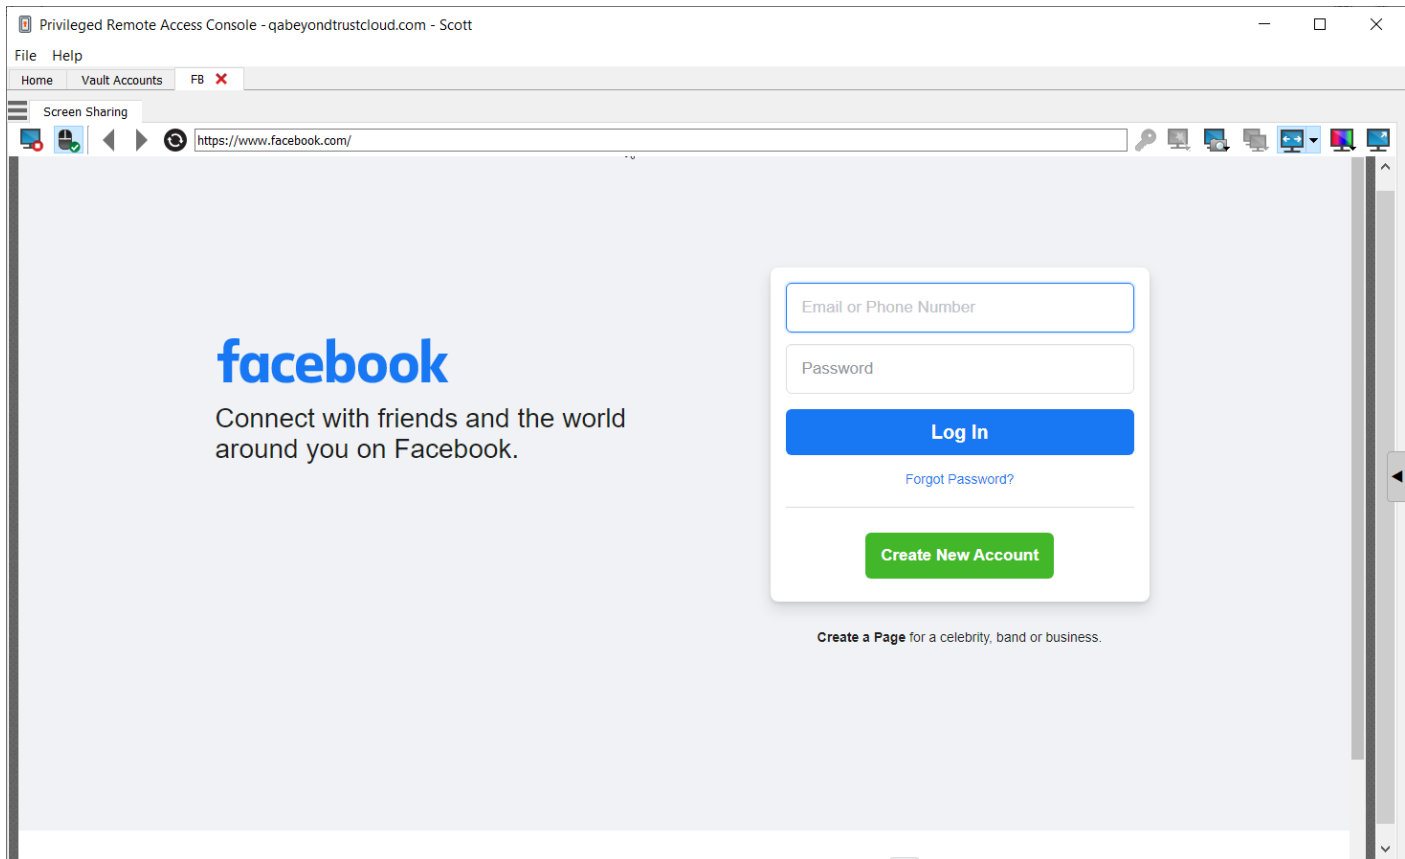 Privileged Remote Access Console - qabeyondtrustcloud.com - Scott
File Help
Home Vault Accounts FB
Screen Sharing
https://www.facebook.com/
facebook
Connect with friends and the world
around you on Facebook.
Email or Phone Number
Password
Log In
Forgot Password?
Create New Account
Create a Page for a celebrity, band or business.